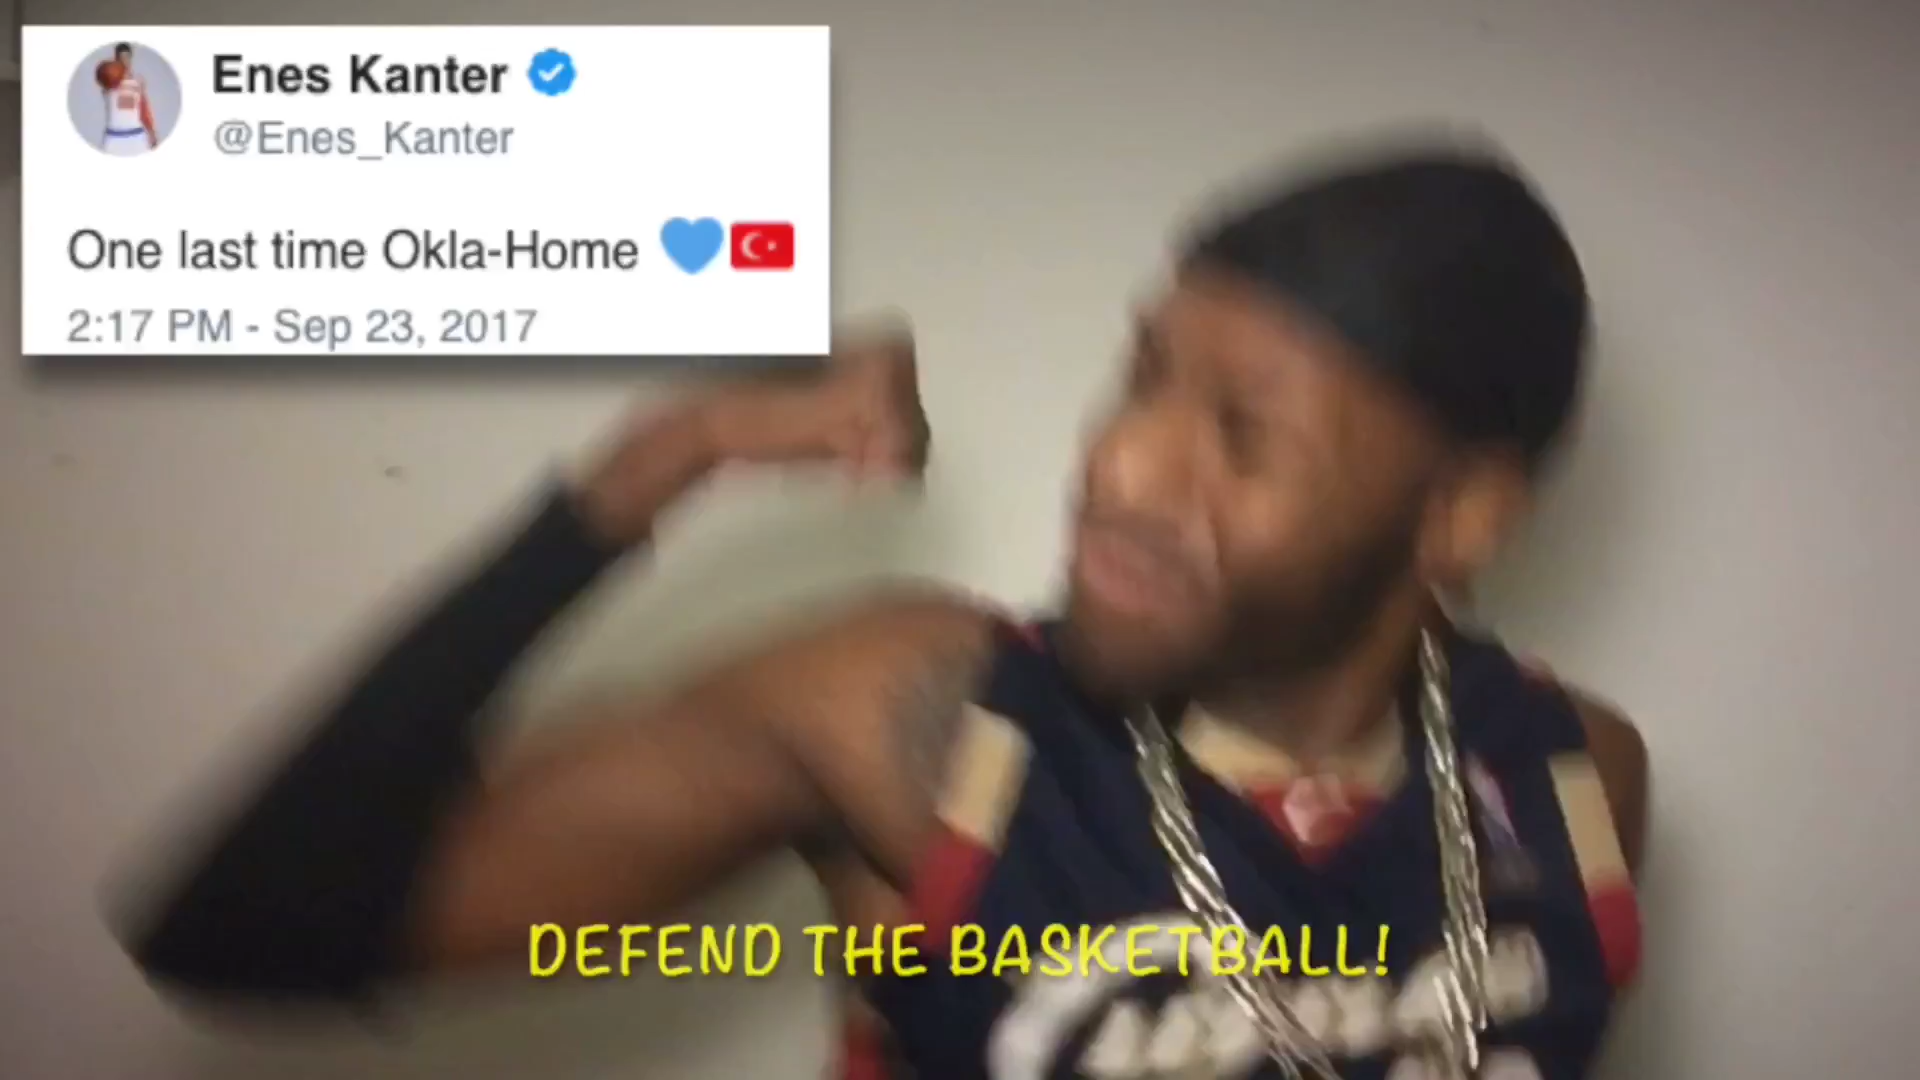 Enes Kanter
@Enes_Kanter
One last time Okla-Home 💙🇹🇷
2:17 PM - Sep 23, 2017
DEFEND THE BASKETBALL!